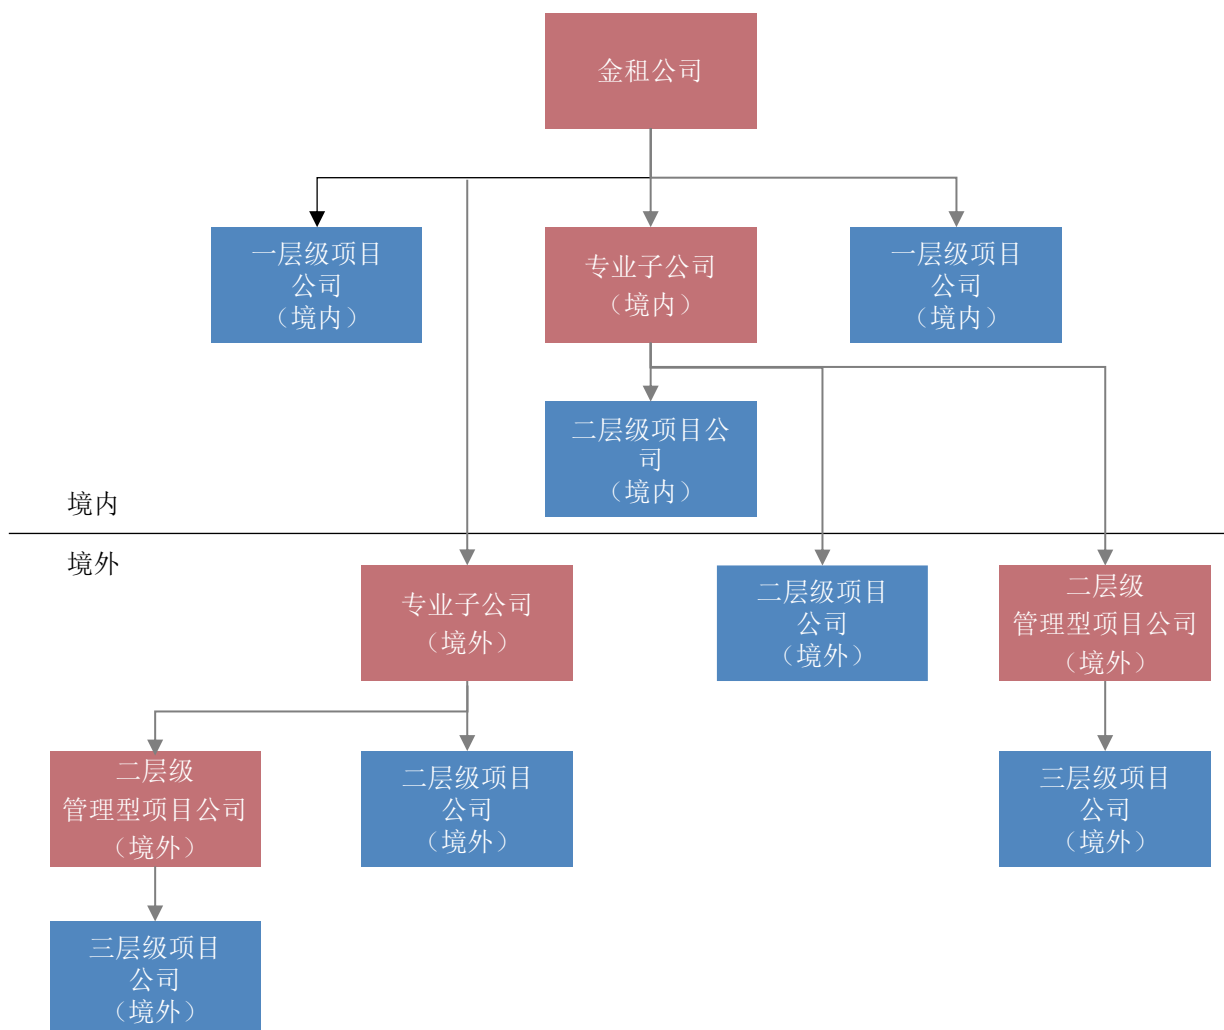 金租公司
一层级项目
公司
（境内）
专业子公司
（境内）
一层级项目
公司
（境内）
二层级项目公
司
（境内）
境内
境外
专业子公司
（境外）
二层级项目
公司
（境外）
二层级
管理型项目公司
（境外）
二层级
管理型项目公司
（境外）
二层级项目
公司
（境外）
三层级项目
公司
（境外）
三层级项目
公司
（境外）